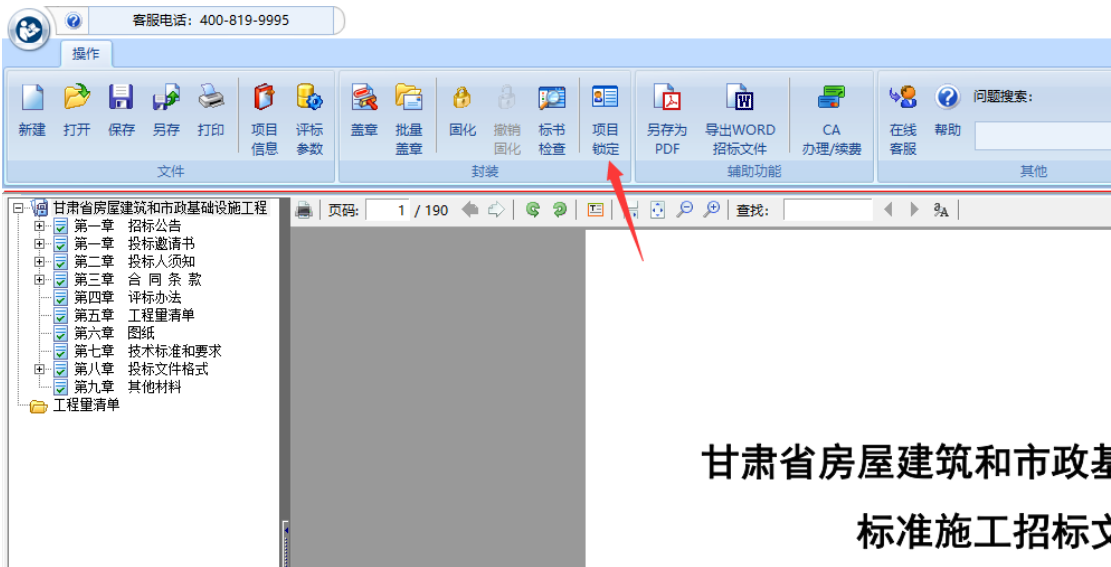 客服电话：400-819-9995
操作
新建 打开 保存 另存 打印 项目信息 评标参数 盖章 批量盖章 固化 撤销固化 标书检查 项目锁定 另存为PDF 导出WORD招标文件 CA办理/续费 在线客服 帮助 问题搜索：
文件 封装 辅助功能 其他
页码: 1 / 190 查找:
甘肃省房屋建筑和市政基础设施工程
第一章 招标公告
第一章 投标邀请书
第二章 投标人须知
第三章 合 同 条 款
第四章 评标办法
第五章 工程量清单
第六章 图纸
第七章 技术标准和要求
第八章 投标文件格式
第九章 其他材料
工程量清单
甘肃省房屋建筑和市政基
标准施工招标文